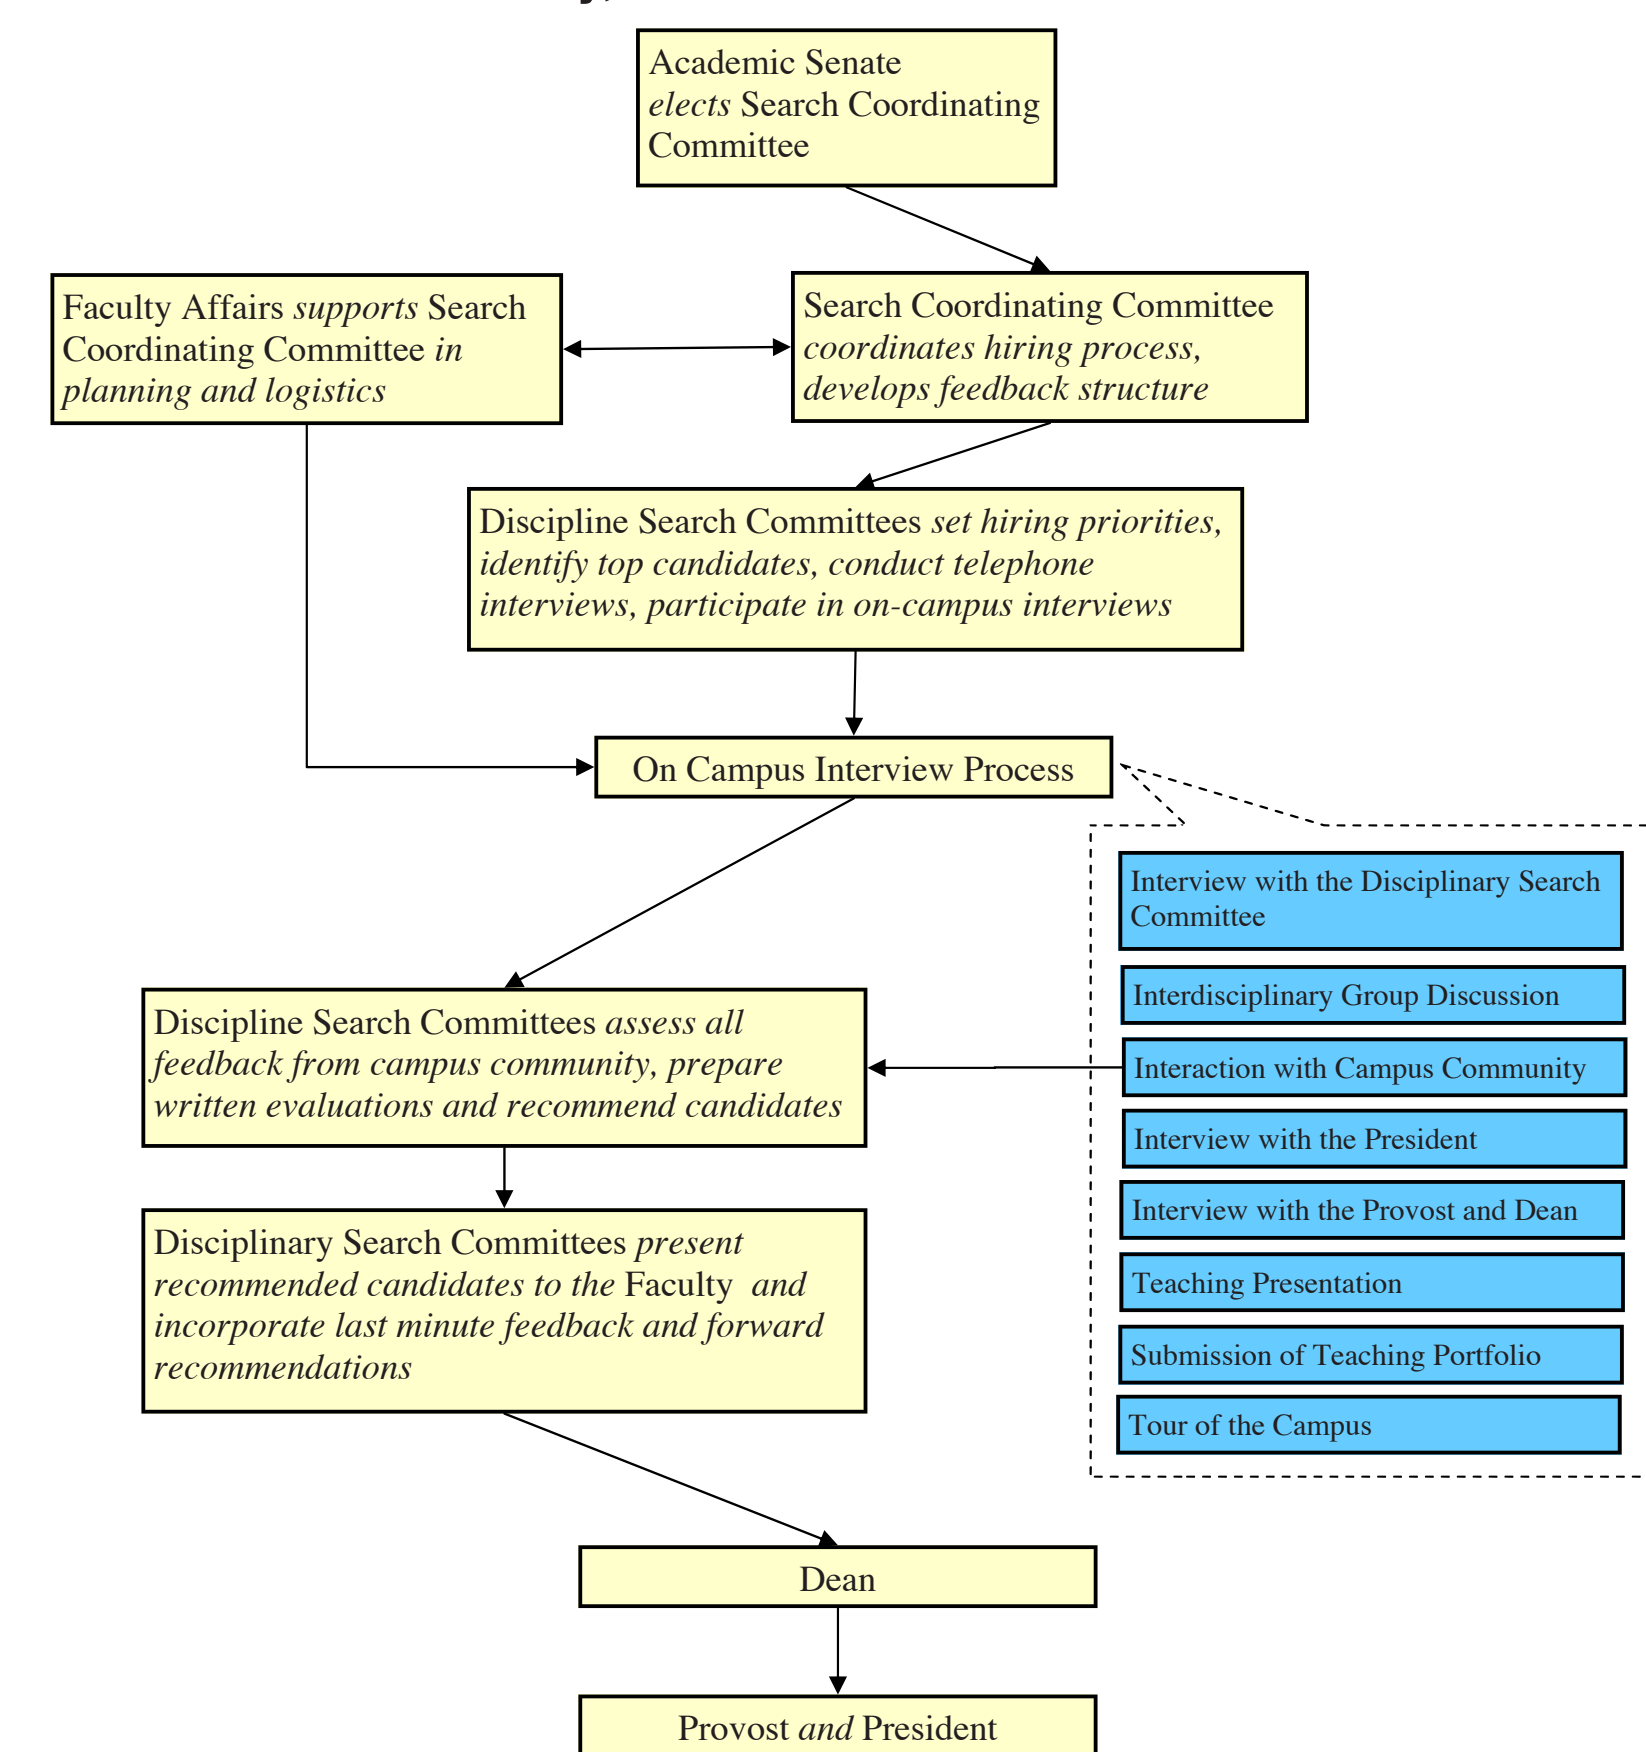 Academic Senate
elects Search Coordinating
Committee
Faculty Affairs supports Search
Coordinating Committee in
planning and logistics
Search Coordinating Committee
coordinates hiring process,
develops feedback structure
Discipline Search Committees set hiring priorities,
identify top candidates, conduct telephone
interviews, participate in on-campus interviews
On Campus Interview Process
Interview with the Disciplinary Search
Committee
Interdisciplinary Group Discussion
Interaction with Campus Community
Interview with the President
Interview with the Provost and Dean
Teaching Presentation
Submission of Teaching Portfolio
Tour of the Campus
Discipline Search Committees assess all
feedback from campus community, prepare
written evaluations and recommend candidates
Disciplinary Search Committees present
recommended candidates to the Faculty and
incorporate last minute feedback and forward
recommendations
Dean
Provost and President